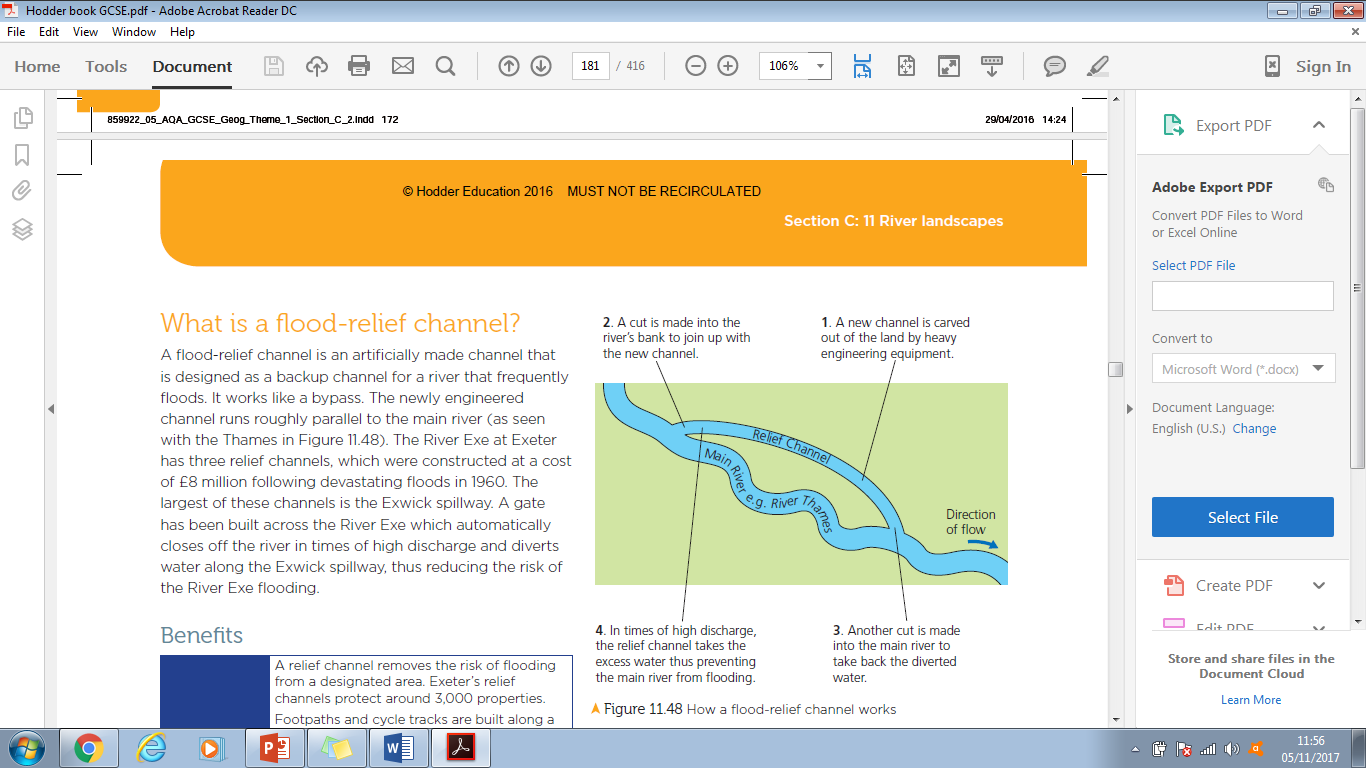 Hodder book GCSE.pdf - Adobe Acrobat Reader DC
File Edit View Window Help
Home Tools Document 181 / 416 106% Sign In
859922_05_AQA_GCSE_Geog_Theme_1_Section_C_2.indd 172 29/04/2016 14:24
© Hodder Education 2016 MUST NOT BE RECIRCULATED
Section C: 11 River landscapes
What is a flood-relief channel?
A flood-relief channel is an artificially made channel that
is designed as a backup channel for a river that frequently
floods. It works like a bypass. The newly engineered
channel runs roughly parallel to the main river (as seen
with the Thames in Figure 11.48). The River Exe at Exeter
has three relief channels, which were constructed at a cost
of £8 million following devastating floods in 1960. The
largest of these channels is the Exwick spillway. A gate
has been built across the River Exe which automatically
closes off the river in times of high discharge and diverts
water along the Exwick spillway, thus reducing the risk of
the River Exe flooding.
Benefits
A relief channel removes the risk of flooding
from a designated area. Exeter's relief
channels protect around 3,000 properties.
Footpaths and cycle tracks are built along a
2. A cut is made into the
river's bank to join up with
the new channel.
1. A new channel is carved
out of the land by heavy
engineering equipment.
Relief Channel
Main River e.g. River Thames
Direction
of flow
4. In times of high discharge,
the relief channel takes the
excess water thus preventing
the main river from flooding.
3. Another cut is made
into the main river to
take back the diverted
water.
Figure 11.48 How a flood-relief channel works
Export PDF
Adobe Export PDF
Convert PDF Files to Word
or Excel Online
Select PDF File
Convert to
Microsoft Word (*.docx)
Document Language:
English (U.S.) Change
Select File
Create PDF
Edit PDF
Store and share files in the
Document Cloud
Learn More
11:56
05/11/2017